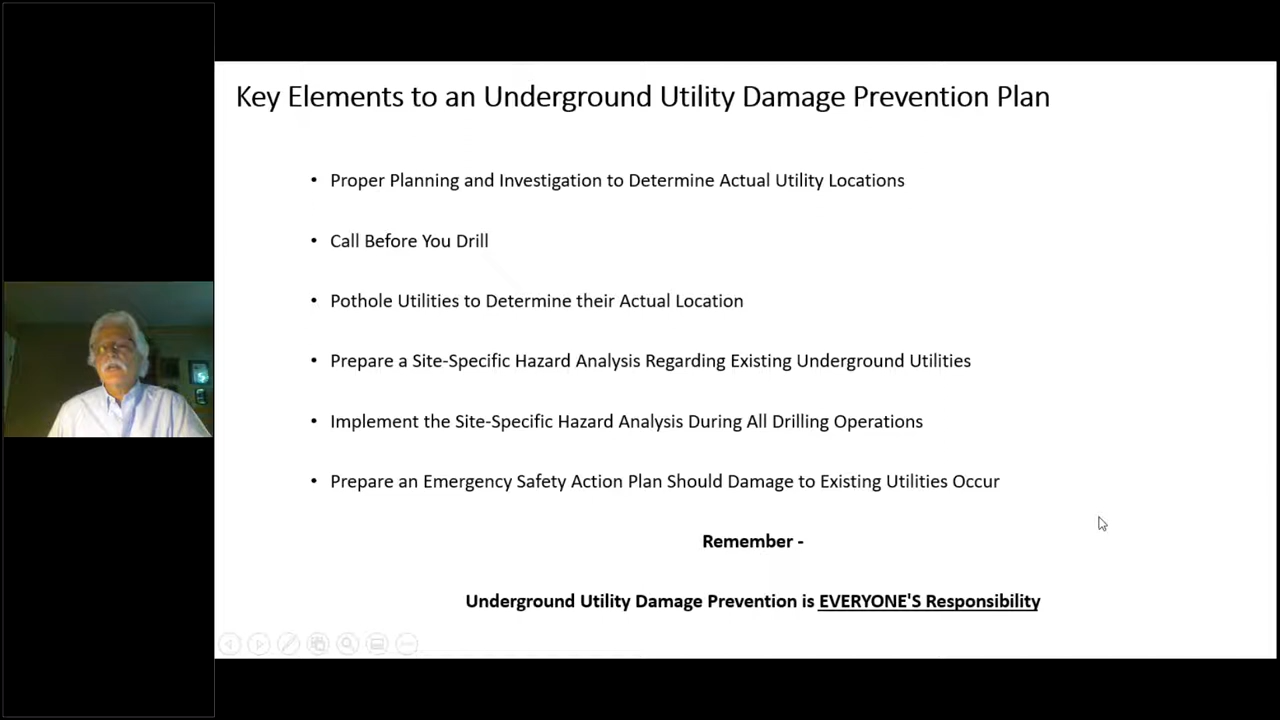 Key Elements to an Underground Utility Damage Prevention Plan
• Proper Planning and Investigation to Determine Actual Utility Locations
• Call Before You Drill
• Pothole Utilities to Determine their Actual Location
• Prepare a Site-Specific Hazard Analysis Regarding Existing Underground Utilities
• Implement the Site-Specific Hazard Analysis During All Drilling Operations
• Prepare an Emergency Safety Action Plan Should Damage to Existing Utilities Occur
Remember -
Underground Utility Damage Prevention is EVERYONE'S Responsibility